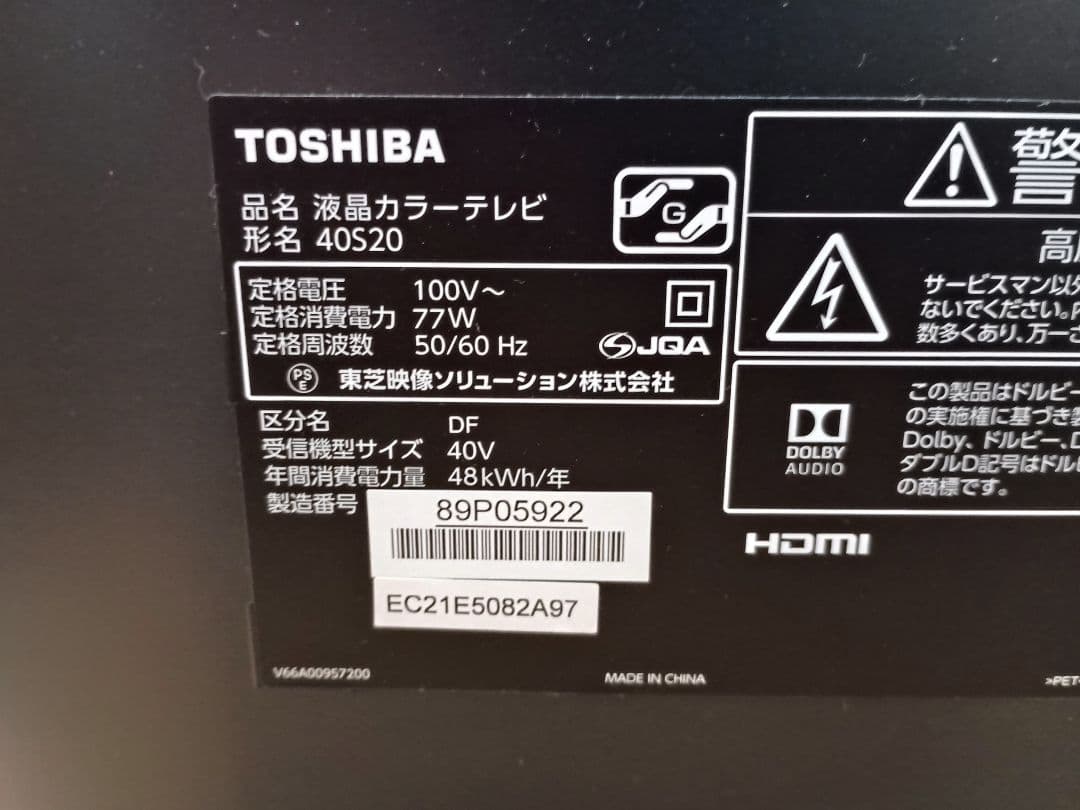 TOSHIBA
品名 液晶カラーテレビ
形名 40S20
G
定格電圧 100V～
定格消費電力 77W
定格周波数 50/60 Hz
JQA
PS
E
東芝映像ソリューション株式会社
区分名 DF
受信機型サイズ 40V
年間消費電力量 48kWh/年
製造番号 89P05922
EC21E5082A97
V66A00957200
MADE IN CHINA
警
高
サービスマン以外
ないでください。
数多くあり、万一さ
DOLBY
AUDIO
この製品はドルビー
の実施権に基づき製
Dolby、ドルビー、D
ダブルD記号はドル
の商標です。
HDMI
>PET